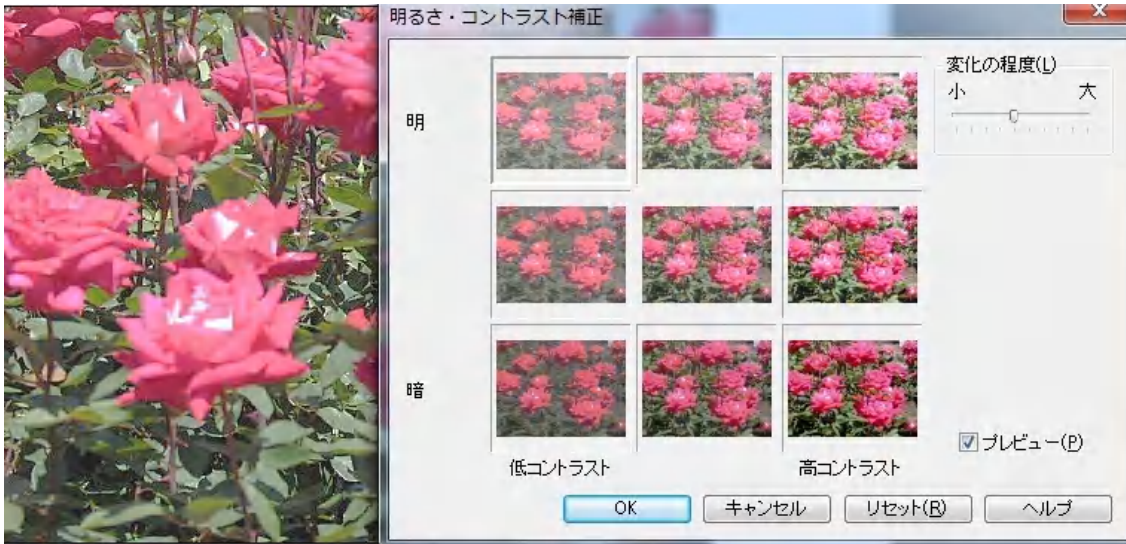 明るさ・コントラスト補正
変化の程度(L)
小 大
明
暗
プレビュー(P)
低コントラスト 高コントラスト
OK キャンセル リセット(R) ヘルプ